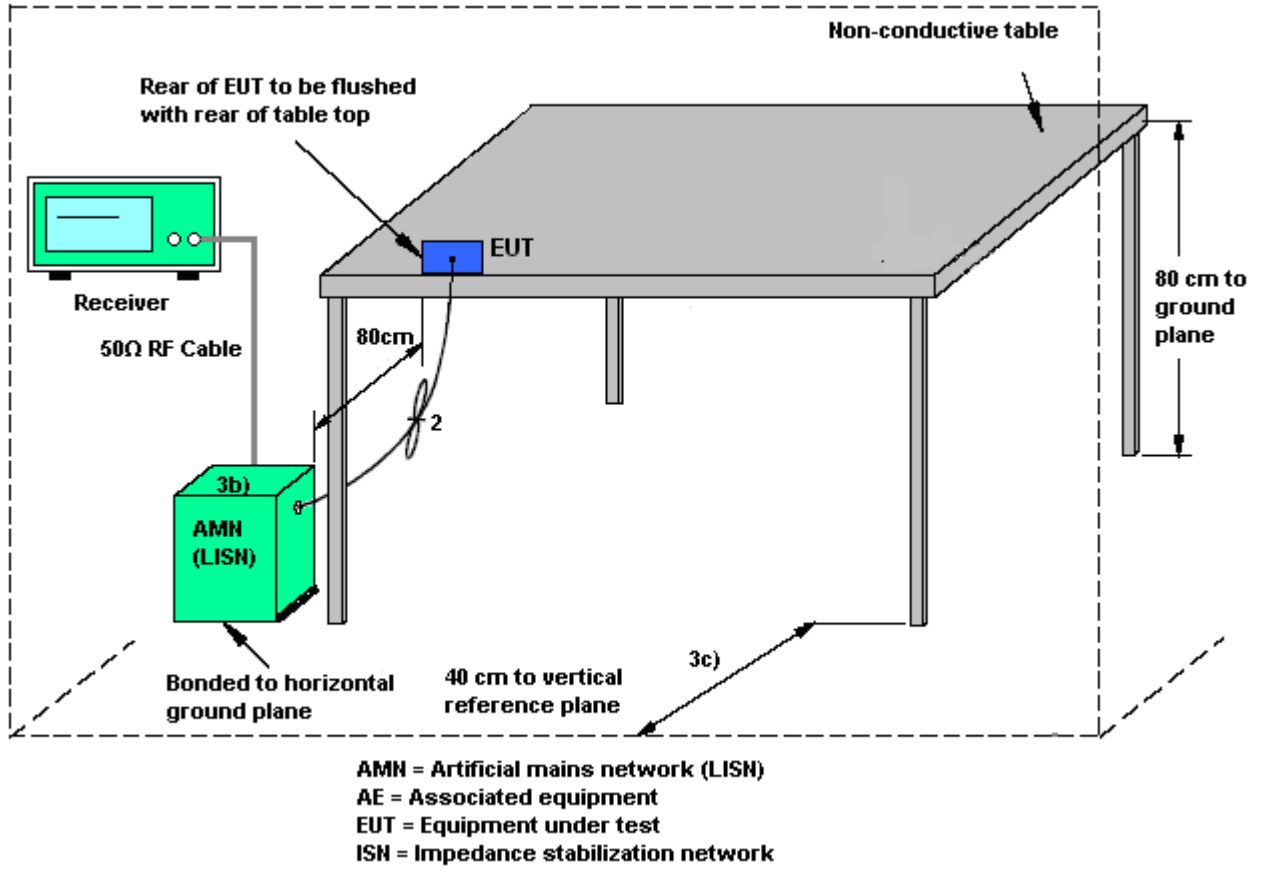 Non-conductive table
Rear of EUT to be flushed
with rear of table top
EUT
Receiver
80 cm to
ground
plane
80cm
50Ω RF Cable
2
3b)
AMN
(LISN)
3c)
Bonded to horizontal
ground plane
40 cm to vertical
reference plane
AMN = Artificial mains network (LISN)
AE = Associated equipment
EUT = Equipment under test
ISN = Impedance stabilization network